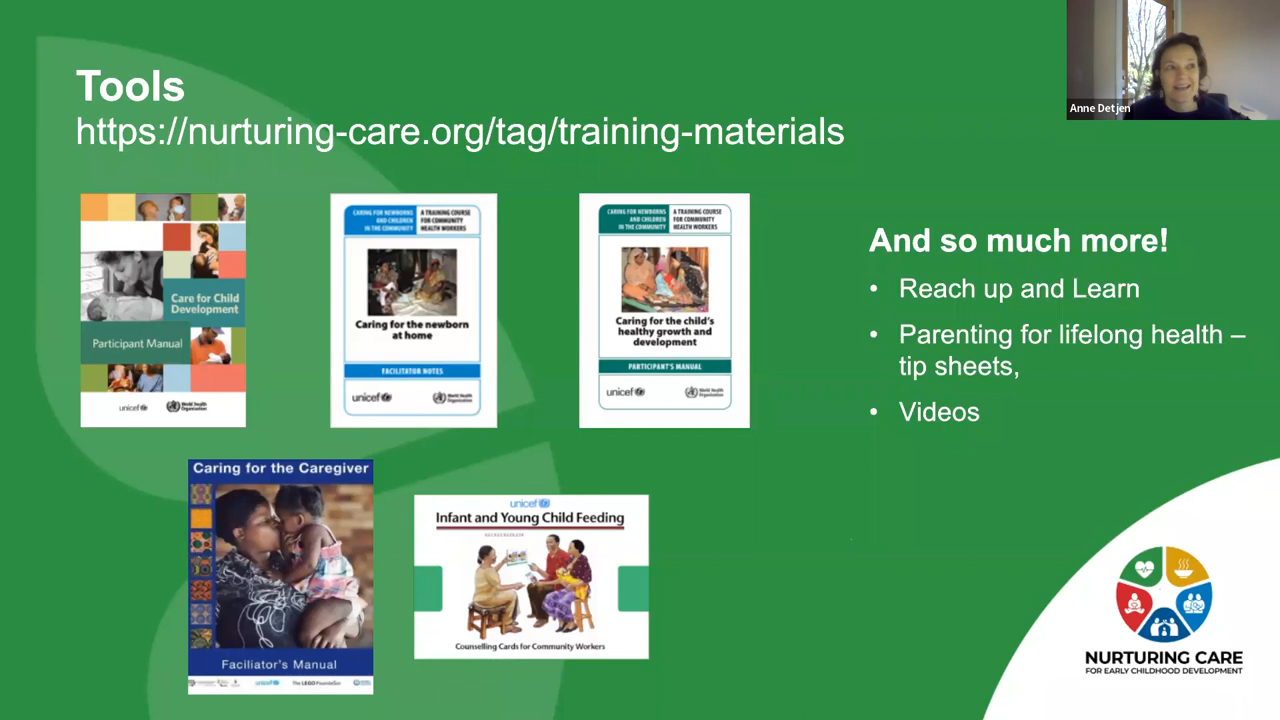 Tools
https://nurturing-care.org/tag/training-materials
Anne Detjen
Care for Child
Development
Participant Manual
unicef
World Health
Organization
CARING FOR NEWBORNS
AND CHILDREN
IN THE COMMUNITY
A TRAINING COURSE
FOR COMMUNITY
HEALTH WORKERS
Caring for the newborn
at home
FACILITATOR NOTES
unicef
World Health
Organization
CARING FOR NEWBORNS
AND CHILDREN
IN THE COMMUNITY
A TRAINING COURSE
FOR COMMUNITY
HEALTH WORKERS
Caring for the child's
healthy growth and
development
PARTICIPANT'S MANUAL
unicef
World Health
Organization
And so much more!
• Reach up and Learn
• Parenting for lifelong health –
tip sheets,
• Videos
Caring for the Caregiver
Faciliator's Manual
unicef
The LEGO Foundation
unicef
Infant and Young Child Feeding
Counselling Cards for Community Workers
NURTURING CARE
FOR EARLY CHILDHOOD DEVELOPMENT